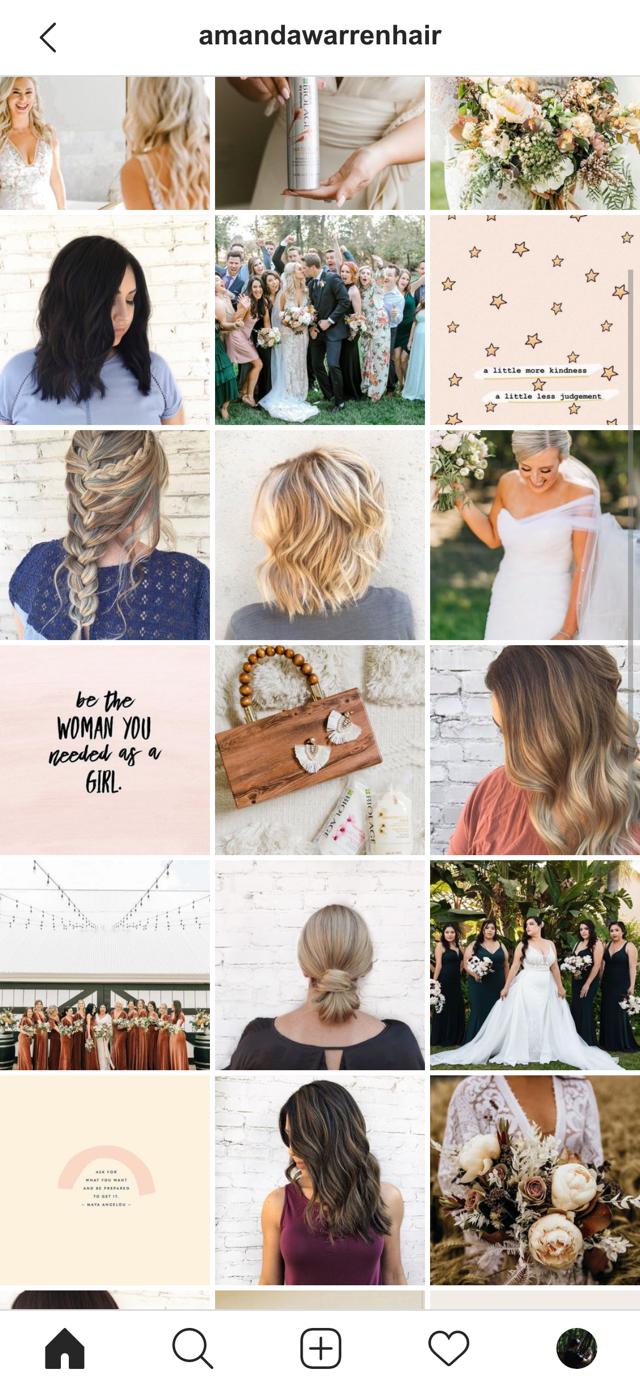 amandawarrenhair
BIOLAGE
a little more kindness
a little less judgement
be the
WOMAN YOU
needed as a
GIRL.
BIOLAGE
BIOLAGE
ASK FOR
WHAT YOU WANT
AND BE PREPARED
TO GET IT.
– MAYA ANGELOU –